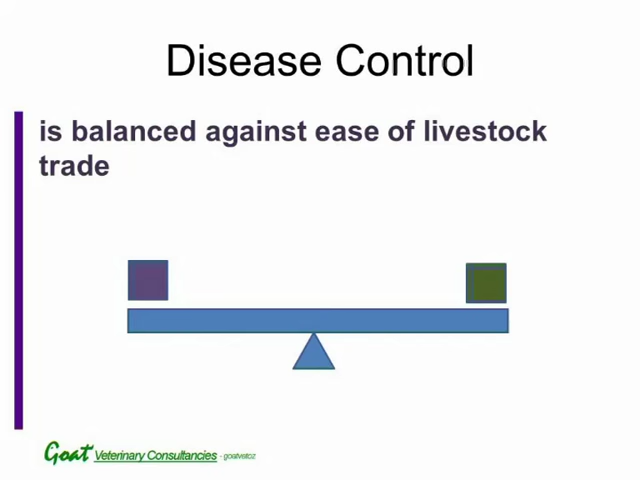 Disease Control
is balanced against ease of livestock
trade
Goat Veterinary Consultancies - goatvetoz